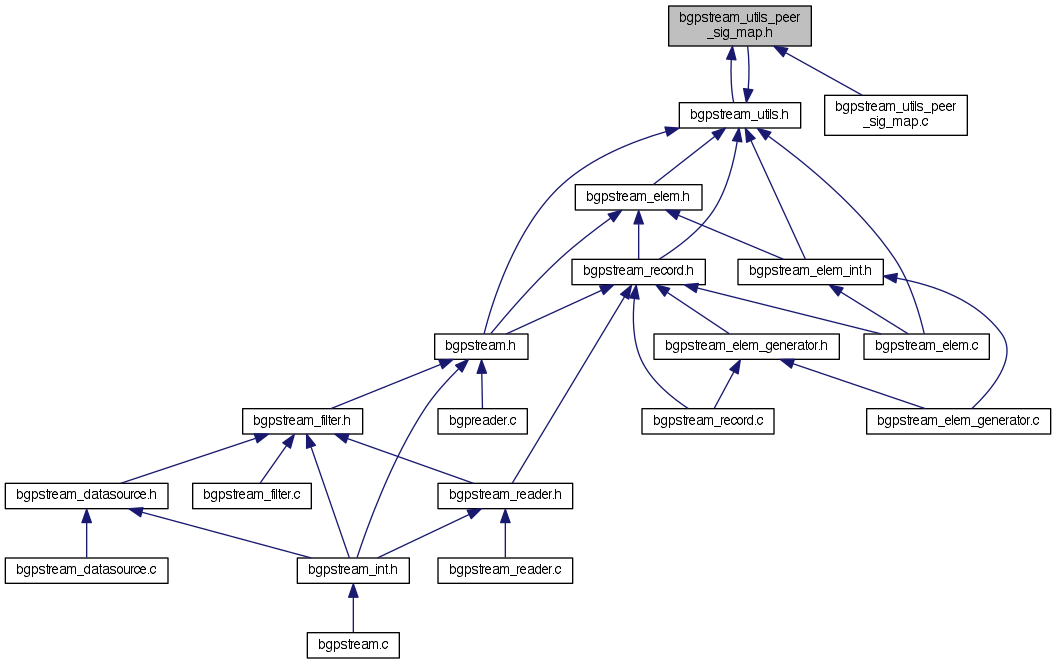 bgpstream_utils_peer
_sig_map.h
bgpstream_utils.h
bgpstream_utils_peer
_sig_map.c
bgpstream_elem.h
bgpstream_record.h
bgpstream_elem_int.h
bgpstream.h
bgpstream_elem_generator.h
bgpstream_elem.c
bgpstream_filter.h
bgpreader.c
bgpstream_record.c
bgpstream_elem_generator.c
bgpstream_datasource.h
bgpstream_filter.c
bgpstream_reader.h
bgpstream_datasource.c
bgpstream_int.h
bgpstream_reader.c
bgpstream.c